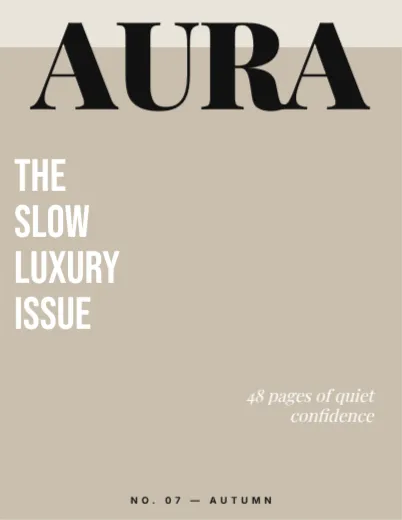 AURA
THE
SLOW
LUXURY
ISSUE
48 pages of quiet
confidence
NO. 07 — AUTUMN